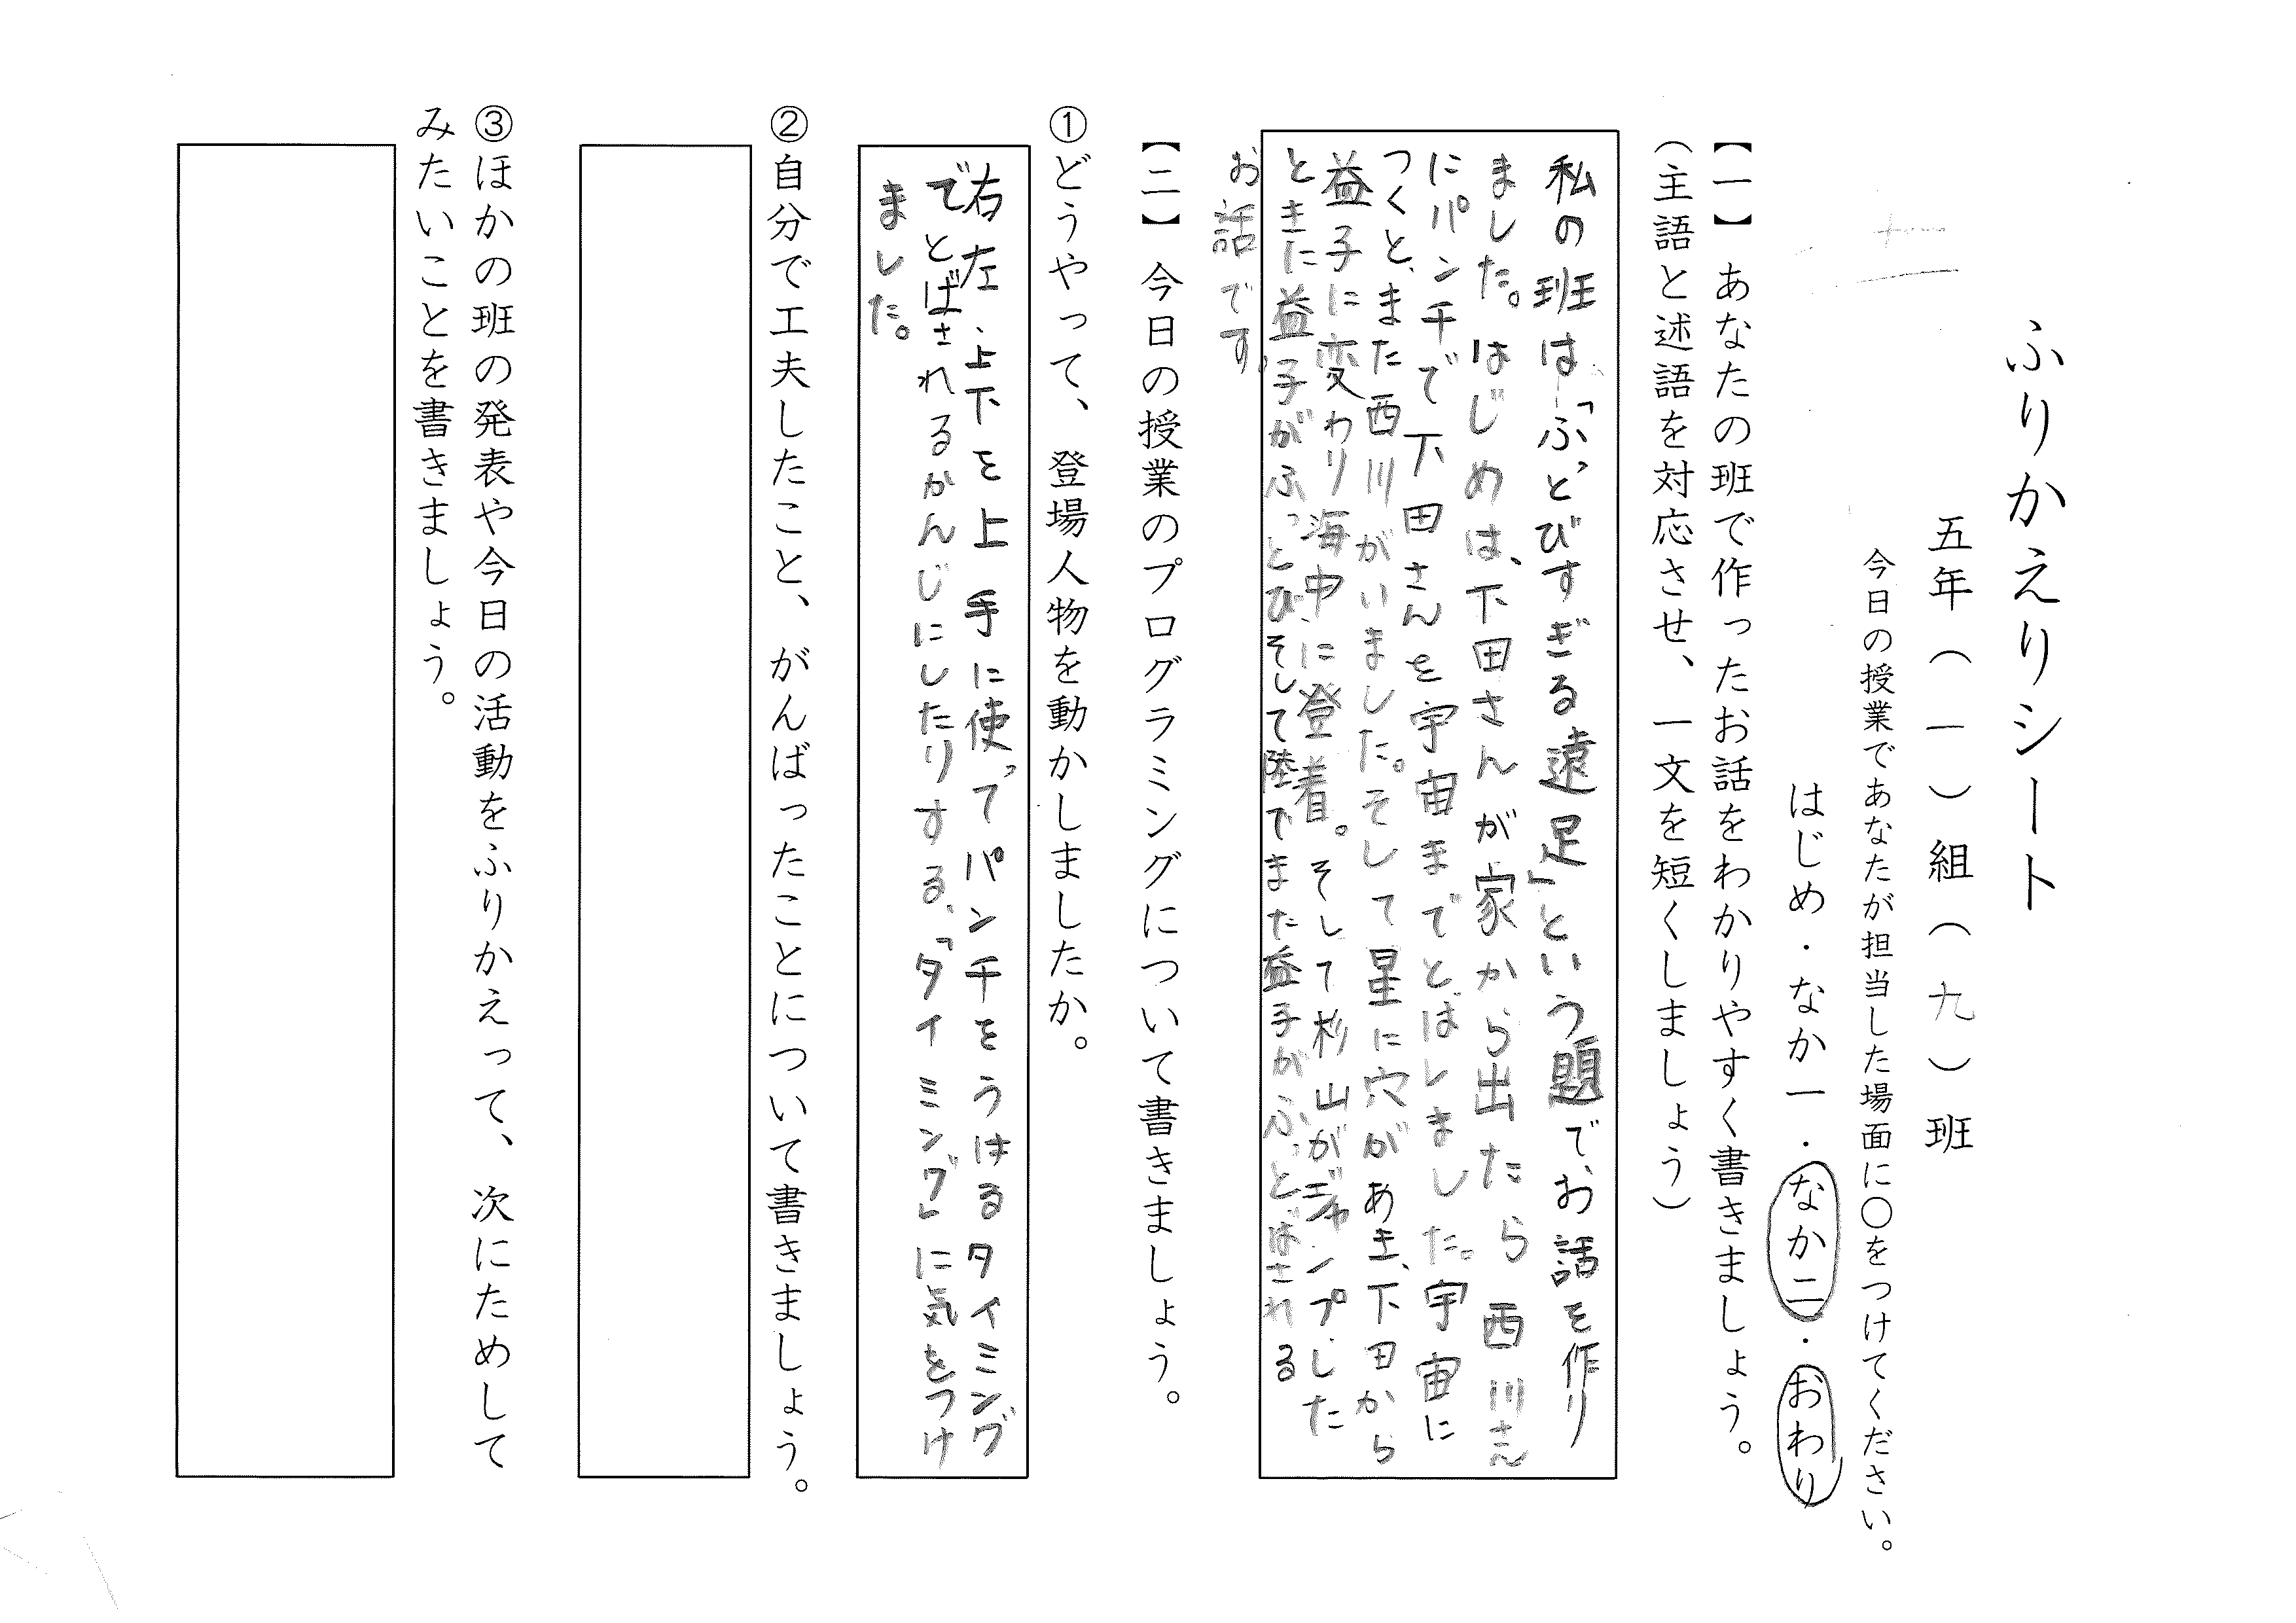 ふりかえりシート
五年（一）組（九）班
今日の授業であなたが担当した場面に〇をつけてください。
はじめ・なか一・なか二・おわり
【一】あなたの班で作ったお話をわかりやすく書きましょう。
（主語と述語を対応させ、一文を短くしましょう）
私の班は「ふっとびすぎる遠足」という題で、お話を作り
ました。はじめは、下田さんが家から出たら西川さん
にパンチで下田さんを宇宙までとばしました。宇宙に
つくと、また西川がいました。そして星に穴があき、下田から
益子に変わり海中に登着。そして杉山がジャンプした
ときに益子がふっとびそして陸でまた益子がふっとばされる
お話です。
【二】今日の授業のプログラミングについて書きましょう。
①どうやって、登場人物を動かしましたか。
右左、上下を上手に使ってパンチをうけるタイミング
でとばされるかんじにしたりする、「タイミング」に気をつけ
ました。
②自分で工夫したこと、がんばったことについて書きましょう。
③ほかの班の発表や今日の活動をふりかえって、次にためして
みたいことを書きましょう。